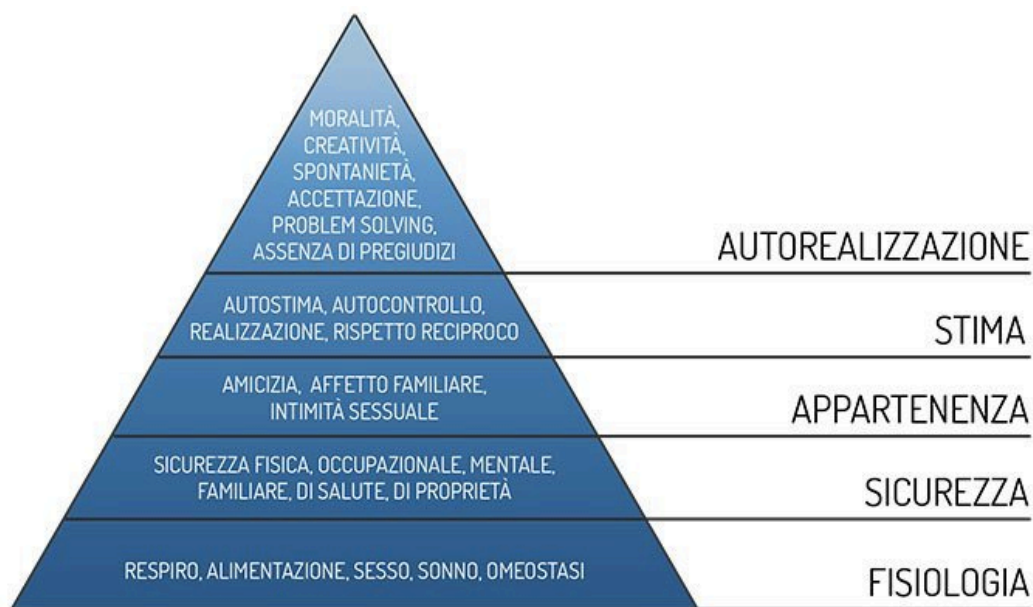 MORALITÀ,
CREATIVITÀ,
SPONTANIETÀ,
ACCETTAZIONE,
PROBLEM SOLVING,
ASSENZA DI PREGIUDIZI
AUTOREALIZZAZIONE
AUTOSTIMA, AUTOCONTROLLO,
REALIZZAZIONE, RISPETTO RECIPROCO
STIMA
AMICIZIA, AFFETTO FAMILIARE,
INTIMITÀ SESSUALE
APPARTENENZA
SICUREZZA FISICA, OCCUPAZIONALE, MENTALE,
FAMILIARE, DI SALUTE, DI PROPRIETÀ
SICUREZZA
RESPIRO, ALIMENTAZIONE, SESSO, SONNO, OMEOSTASI
FISIOLOGIA